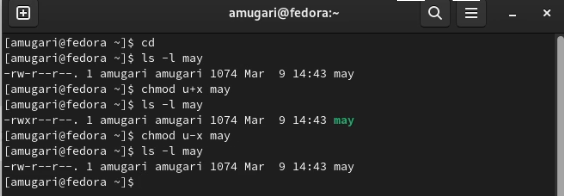 amugari@fedora:~
[amugari@fedora ~]$ cd
[amugari@fedora ~]$ ls -l may
-rw-r--r--. 1 amugari amugari 1074 Mar  9 14:43 may
[amugari@fedora ~]$ chmod u+x may
[amugari@fedora ~]$ ls -l may
-rwxr--r--. 1 amugari amugari 1074 Mar  9 14:43 may
[amugari@fedora ~]$ chmod u-x may
[amugari@fedora ~]$ ls -l may
-rw-r--r--. 1 amugari amugari 1074 Mar  9 14:43 may
[amugari@fedora ~]$